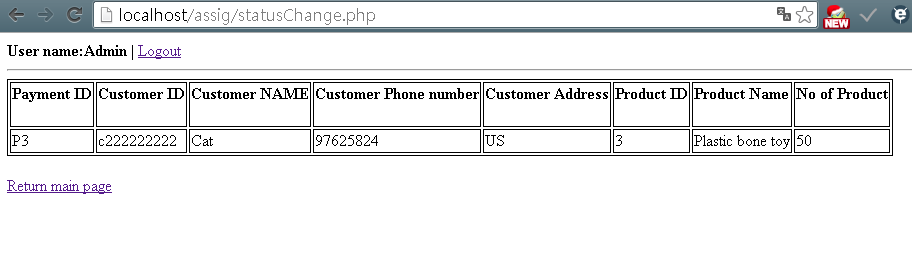 localhost/assig/statusChange.php
NEW
User name:Admin | Logout
Payment ID Customer ID Customer NAME Customer Phone number Customer Address Product ID Product Name No of Product
P3 c222222222 Cat 97625824 US 3 Plastic bone toy 50
Return main page